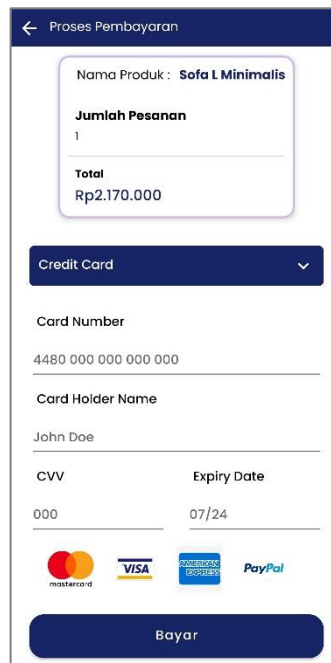 Proses Pembayaran
Nama Produk : Sofa L Minimalis
Jumlah Pesanan
1
Total
Rp2.170.000
Credit Card
Card Number
4480 000 000 000 000
Card Holder Name
John Doe
CVV Expiry Date
000 07/24
mastercard VISA AMERICAN EXPRESS PayPal
Bayar